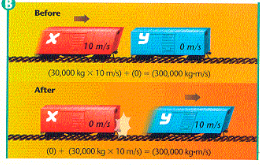 B
Before
x
10 m/s
y
0 m/s
(30,000 kg × 10 m/s) + (0) = (300,000 kg-m/s)
After
x
0 m/s
y
10 m/s
(0) + (30,000 kg × 10 m/s) = (300,000 kg-m/s)